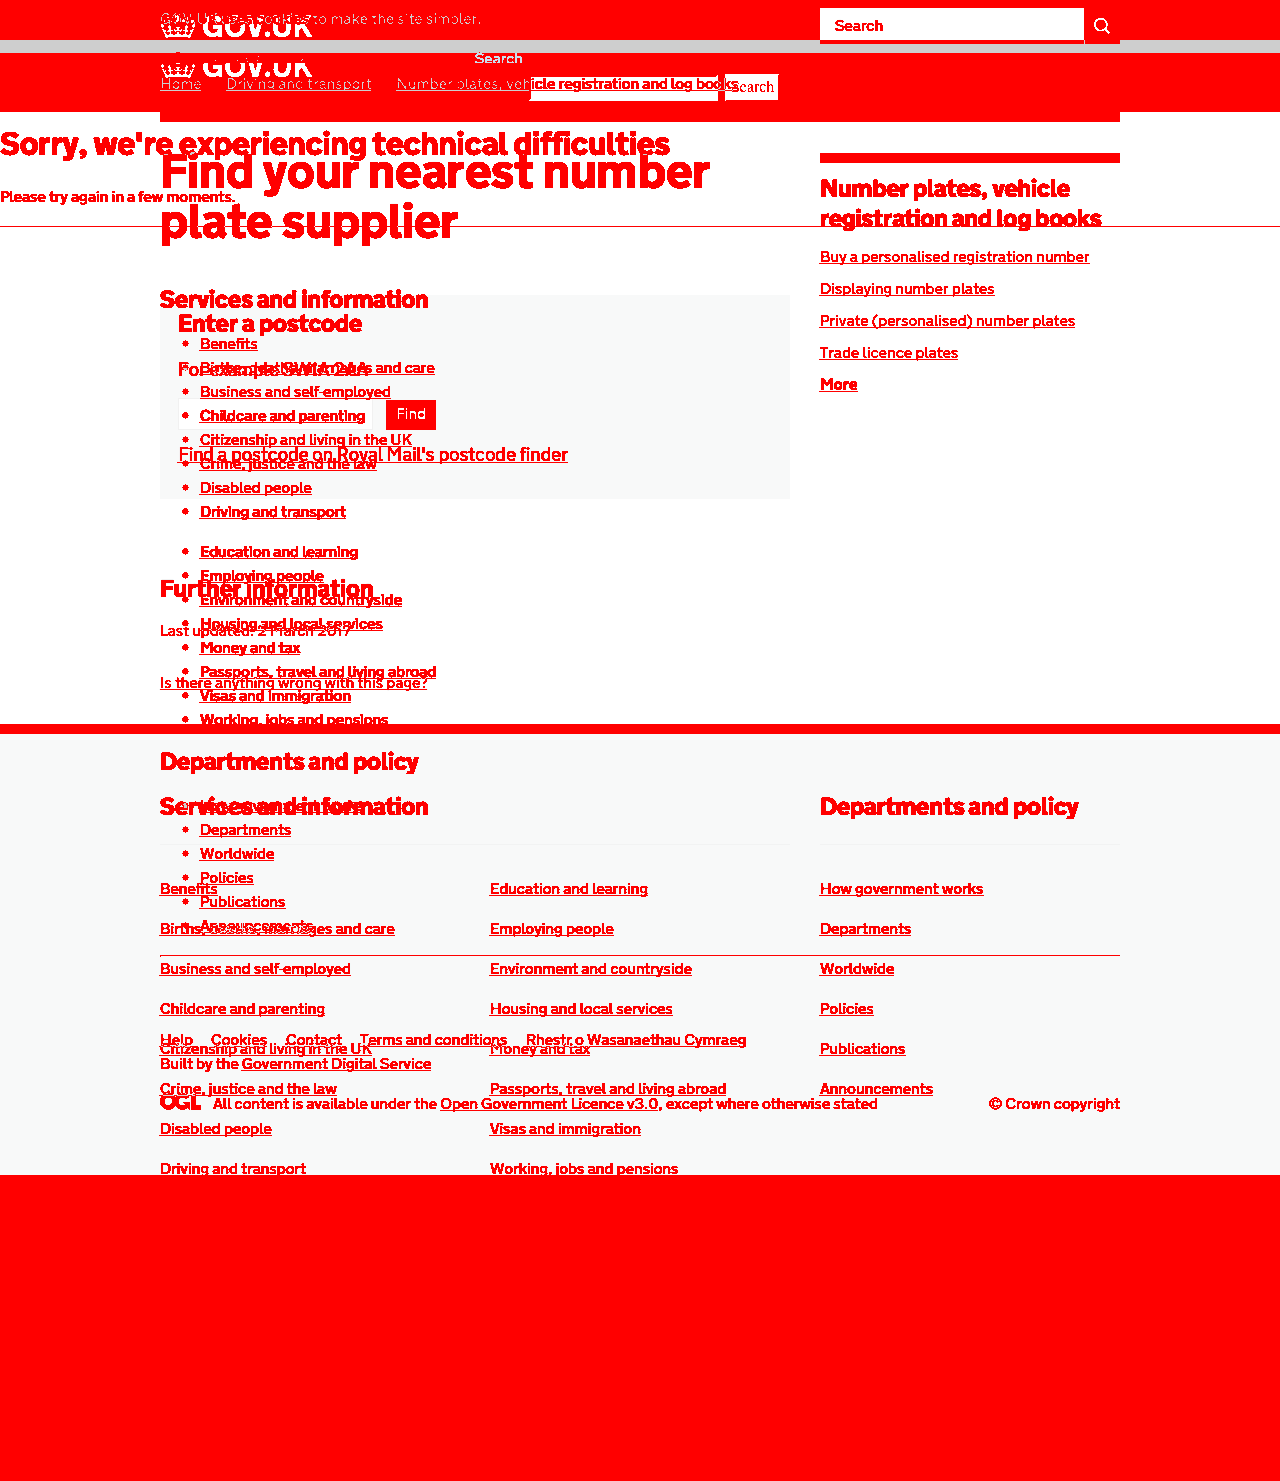 GOV.UK uses cookies to make the site simpler.
GOV.UK
Search
GOV.UK
Search
Search
Home
Driving and transport
Number plates, vehicle registration and log books
Sorry, we're experiencing technical difficulties
Please try again in a few moments.
Find your nearest number
plate supplier
Number plates, vehicle
registration and log books
Buy a personalised registration number
Displaying number plates
Private (personalised) number plates
Trade licence plates
More
Services and information
Enter a postcode
Benefits
For example SW1A 2AA
Births, deaths, marriages and care
Business and self-employed
Childcare and parenting
Find
Citizenship and living in the UK
Find a postcode on Royal Mail's postcode finder
Crime, justice and the law
Disabled people
Driving and transport
Education and learning
Employing people
Further information
Environment and countryside
Housing and local services
Last updated: 2 March 2017
Money and tax
Passports, travel and living abroad
Is there anything wrong with this page?
Visas and immigration
Working, jobs and pensions
Departments and policy
Services and information
Departments and policy
Departments
Worldwide
Policies
Publications
Announcements
Benefits
Education and learning
How government works
Births, deaths, marriages and care
Employing people
Departments
Business and self-employed
Environment and countryside
Worldwide
Childcare and parenting
Housing and local services
Policies
Help
Cookies
Contact
Terms and conditions
Rhestr o Wasanaethau Cymraeg
Citizenship and living in the UK
Money and tax
Publications
Built by the Government Digital Service
Crime, justice and the law
Passports, travel and living abroad
Announcements
OGL
All content is available under the Open Government Licence v3.0, except where otherwise stated
© Crown copyright
Disabled people
Visas and immigration
Driving and transport
Working, jobs and pensions